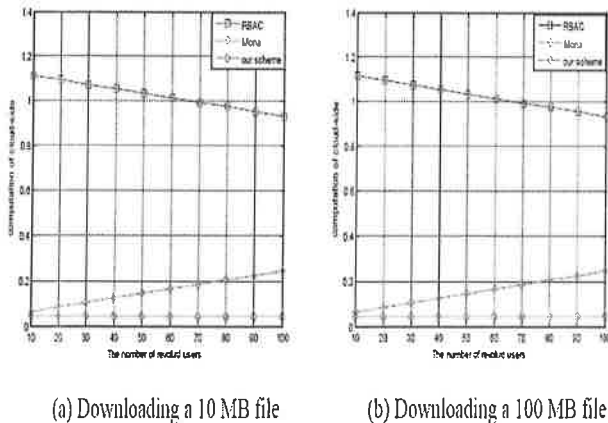 1.4
RBAC
Mona
our scheme
1.2
1
0.8
0.6
0.4
0.2
0
computation of cloud-side
10 20 30 40 50 60 70 80 90 100
The number of revoked users
1.4
RBAC
Mona
our scheme
1.2
1
0.8
0.6
0.4
0.2
0
computation of cloud-side
10 20 30 40 50 60 70 80 90 100
The number of revoked users
(a) Downloading a 10 MB file
(b) Downloading a 100 MB file